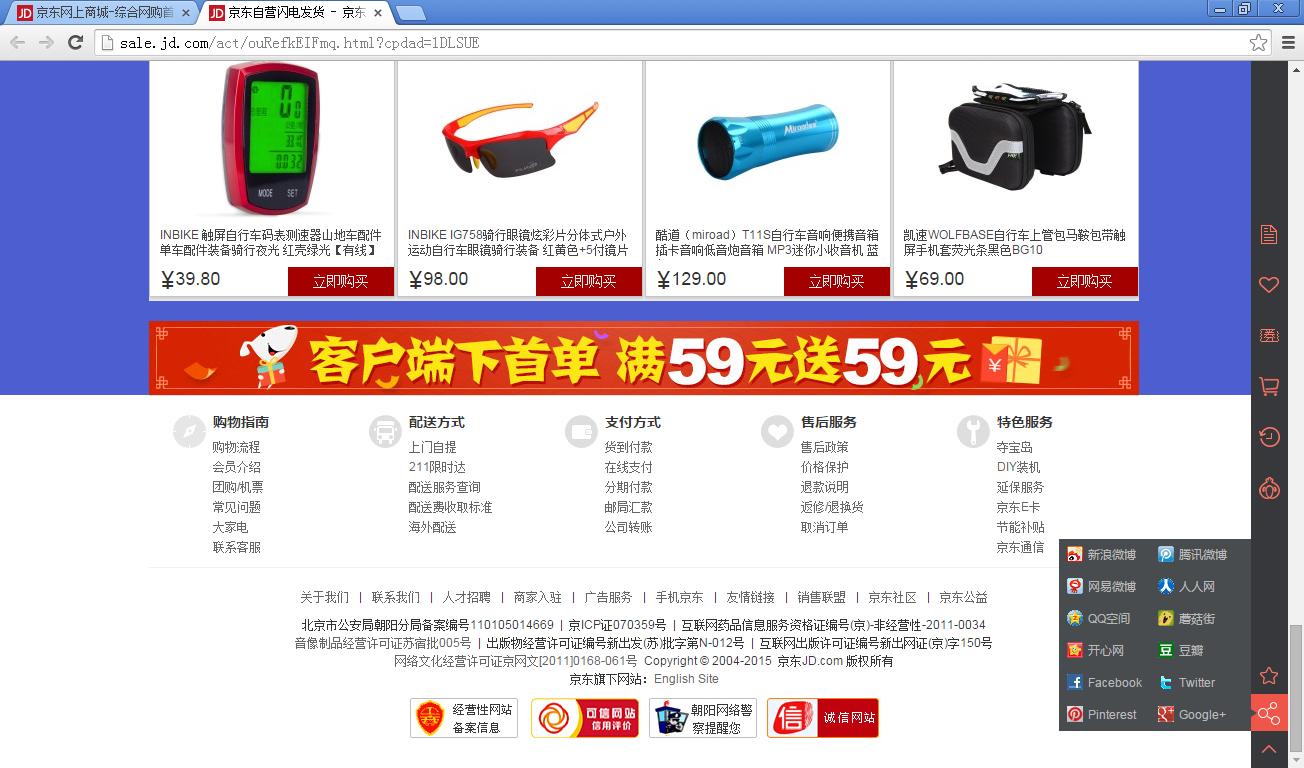 京东网上商城-综合网购首
京东自营闪电发货 - 京东
sale.jd.com/act/ouRefkEIFmq.html?cpdad=1DLSUE
MODE SET
Miroadun
INBIKE 触屏自行车码表测速器山地车配件
单车配件装备骑行夜光 红壳绿光【有线】
¥39.80 立即购买
INBIKE IG758骑行眼镜炫彩片分体式户外
运动自行车眼镜骑行装备 红黄色+5付镜片
¥98.00 立即购买
酷道（miroad）T11S自行车音响便携音箱
插卡音响低音炮音箱 MP3迷你小收音机 蓝
¥129.00 立即购买
凯速WOLFBASE自行车上管包马鞍包带触
屏手机套荧光条黑色BG10
¥69.00 立即购买
客户端下首单 满59元送59元
券
购物指南
购物流程
会员介绍
团购/机票
常见问题
大家电
联系客服
配送方式
上门自提
211限时达
配送服务查询
配送费收取标准
海外配送
支付方式
货到付款
在线支付
分期付款
邮局汇款
公司转账
售后服务
售后政策
价格保护
退款说明
返修/退换货
取消订单
特色服务
夺宝岛
DIY装机
延保服务
京东E卡
节能补贴
京东通信
新浪微博 腾讯微博
网易微博 人人网
QQ空间 蘑菇街
开心网 豆瓣
Facebook Twitter
Pinterest Google+
关于我们 | 联系我们 | 人才招聘 | 商家入驻 | 广告服务 | 手机京东 | 友情链接 | 销售联盟 | 京东社区 | 京东公益
北京市公安局朝阳分局备案编号110105014669 | 京ICP证070359号 | 互联网药品信息服务资格证编号(京)-非经营性-2011-0034
音像制品经营许可证苏宿批005号 | 出版物经营许可证编号新出发(苏)批字第N-012号 | 互联网出版许可证编号新出网证(京)字150号
网络文化经营许可证京网文[2011]0168-061号 Copyright © 2004-2015 京东JD.com 版权所有
京东旗下网站：English Site
经营性网站
备案信息
可信网站
信用评价
朝阳网络警
察提醒您
信 诚信网站